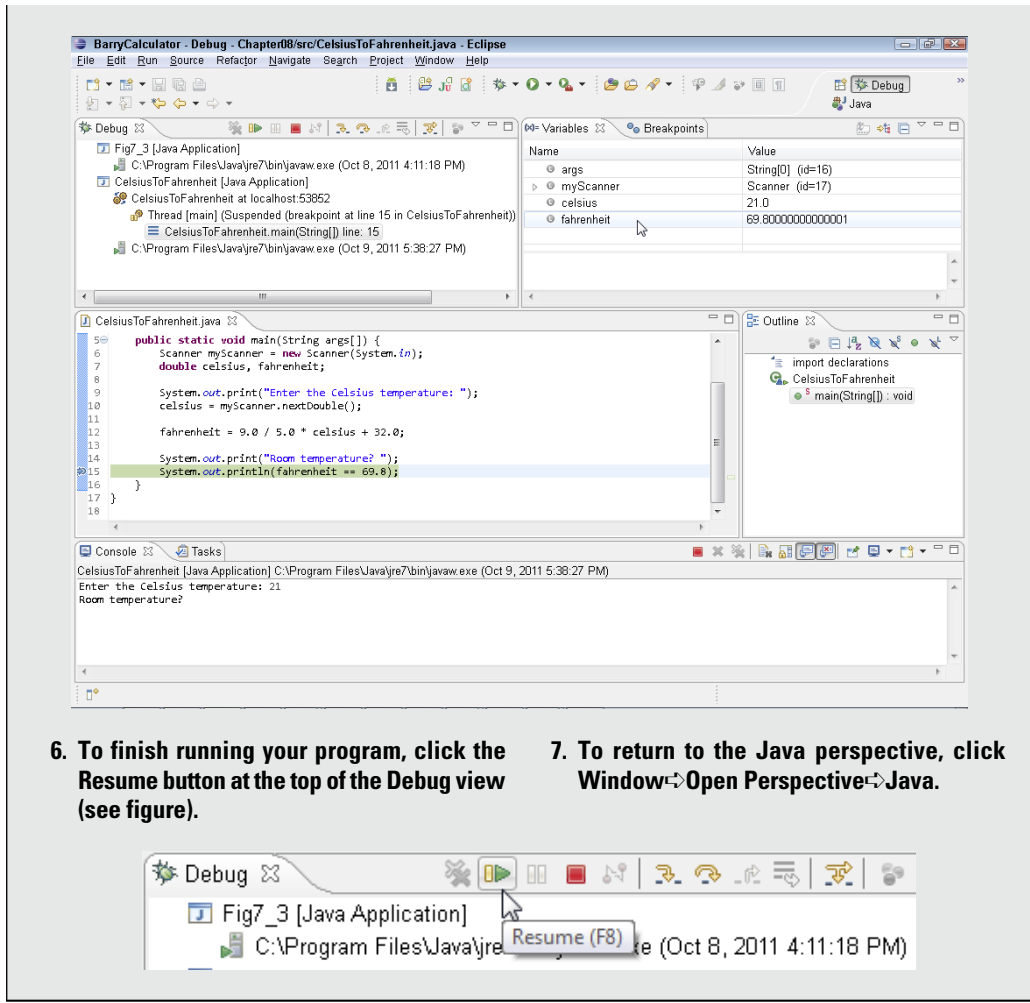 BarryCalculator - Debug - Chapter08/src/CelsiusToFahrenheit.java - Eclipse
File Edit Run Source Refactor Navigate Search Project Window Help
Debug
Java
Debug
Fig7_3 [Java Application]
C:\Program Files\Java\jre7\bin\javaw.exe (Oct 8, 2011 4:11:18 PM)
CelsiusToFahrenheit [Java Application]
CelsiusToFahrenheit at localhost:53852
Thread [main] (Suspended (breakpoint at line 15 in CelsiusToFahrenheit))
CelsiusToFahrenheit.main(String[]) line: 15
C:\Program Files\Java\jre7\bin\javaw.exe (Oct 9, 2011 5:38:27 PM)
Variables Breakpoints
Name Value
args String[0] (id=16)
myScanner Scanner (id=17)
celsius 21.0
fahrenheit 69.80000000000001
CelsiusToFahrenheit.java
5 public static void main(String args[]) {
6 Scanner myScanner = new Scanner(System.in);
7 double celsius, fahrenheit;
8
9 System.out.print("Enter the Celsius temperature: ");
10 celsius = myScanner.nextDouble();
11
12 fahrenheit = 9.0 / 5.0 * celsius + 32.0;
13
14 System.out.print("Room temperature? ");
15 System.out.println(fahrenheit == 69.8);
16 }
17 }
18
Outline
import declarations
CelsiusToFahrenheit
main(String[]) : void
Console Tasks
CelsiusToFahrenheit [Java Application] C:\Program Files\Java\jre7\bin\javaw.exe (Oct 9, 2011 5:38:27 PM)
Enter the Celsius temperature: 21
Room temperature?
6. To finish running your program, click the
Resume button at the top of the Debug view
(see figure).
7. To return to the Java perspective, click
Window➪Open Perspective➪Java.
Debug
Fig7_3 [Java Application]
C:\Program Files\Java\jre
Resume (F8)
e (Oct 8, 2011 4:11:18 PM)